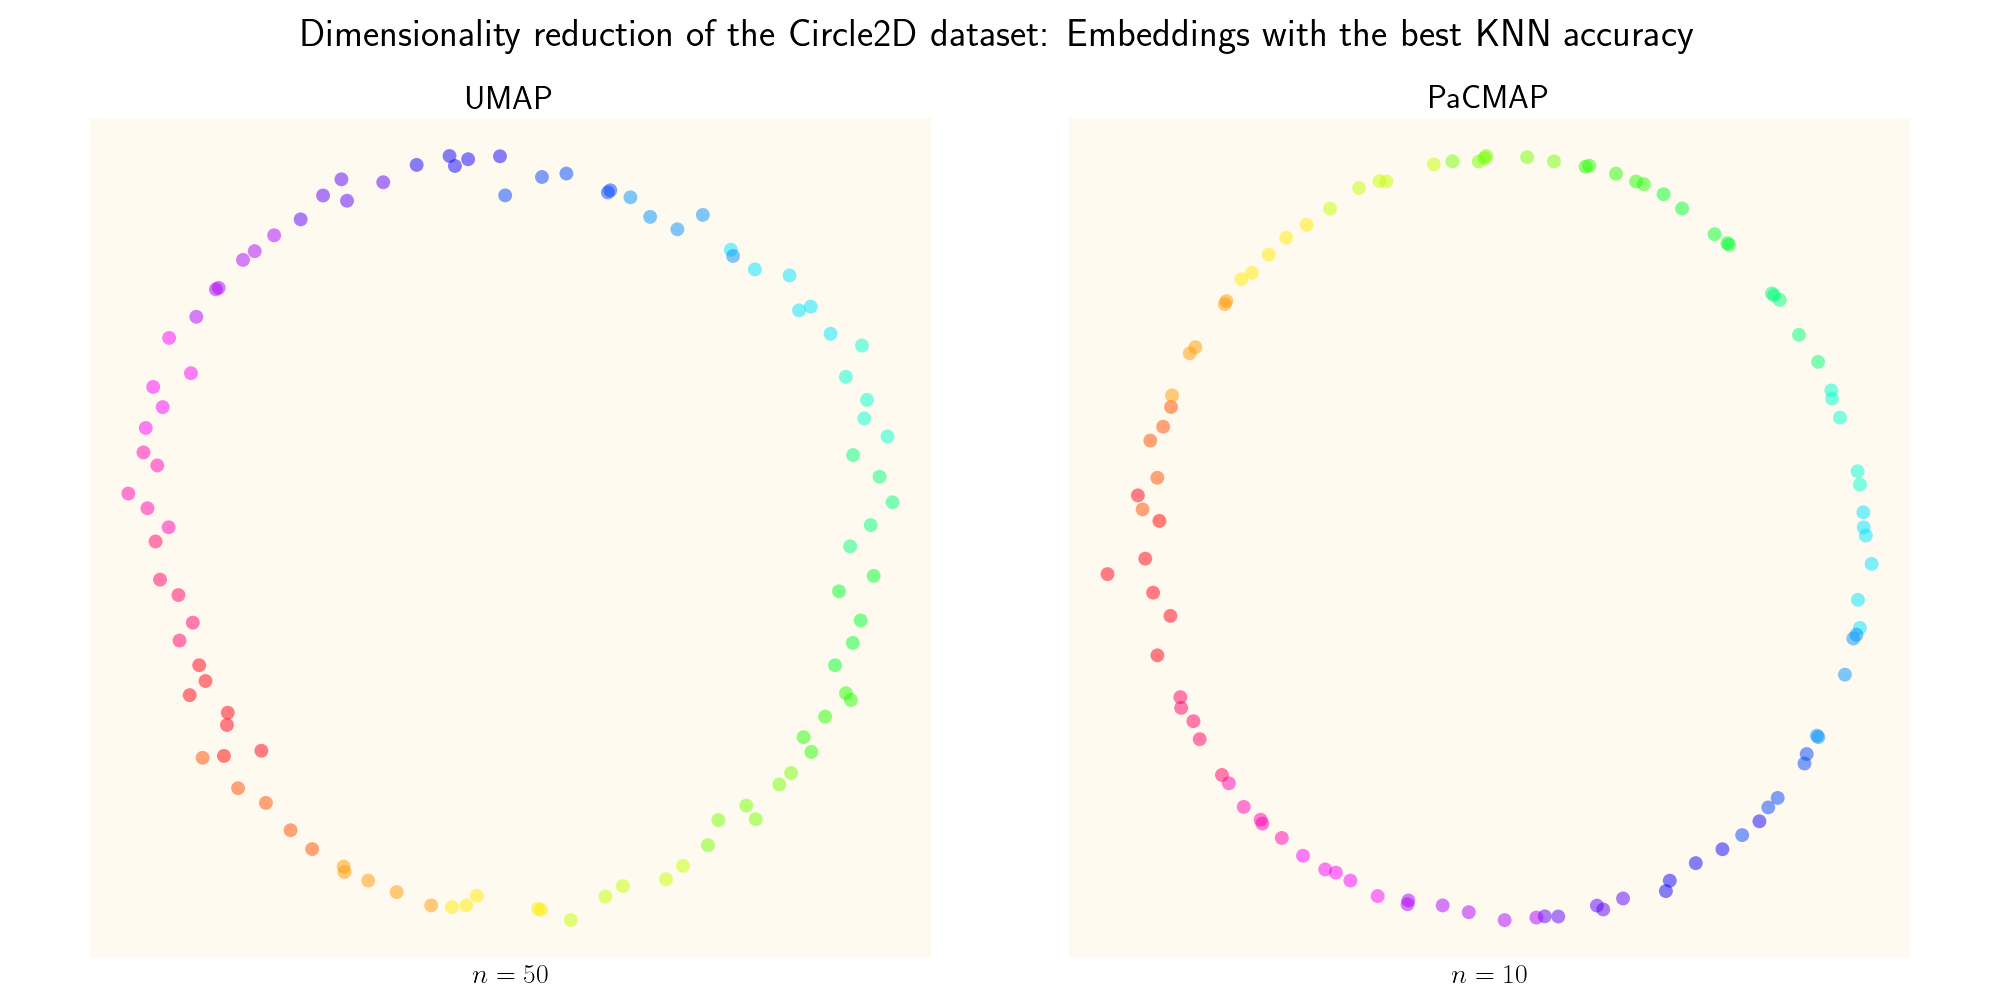 Dimensionality reduction of the Circle2D dataset: Embeddings with the best KNN accuracy
UMAP
PaCMAP
n = 50
n = 10